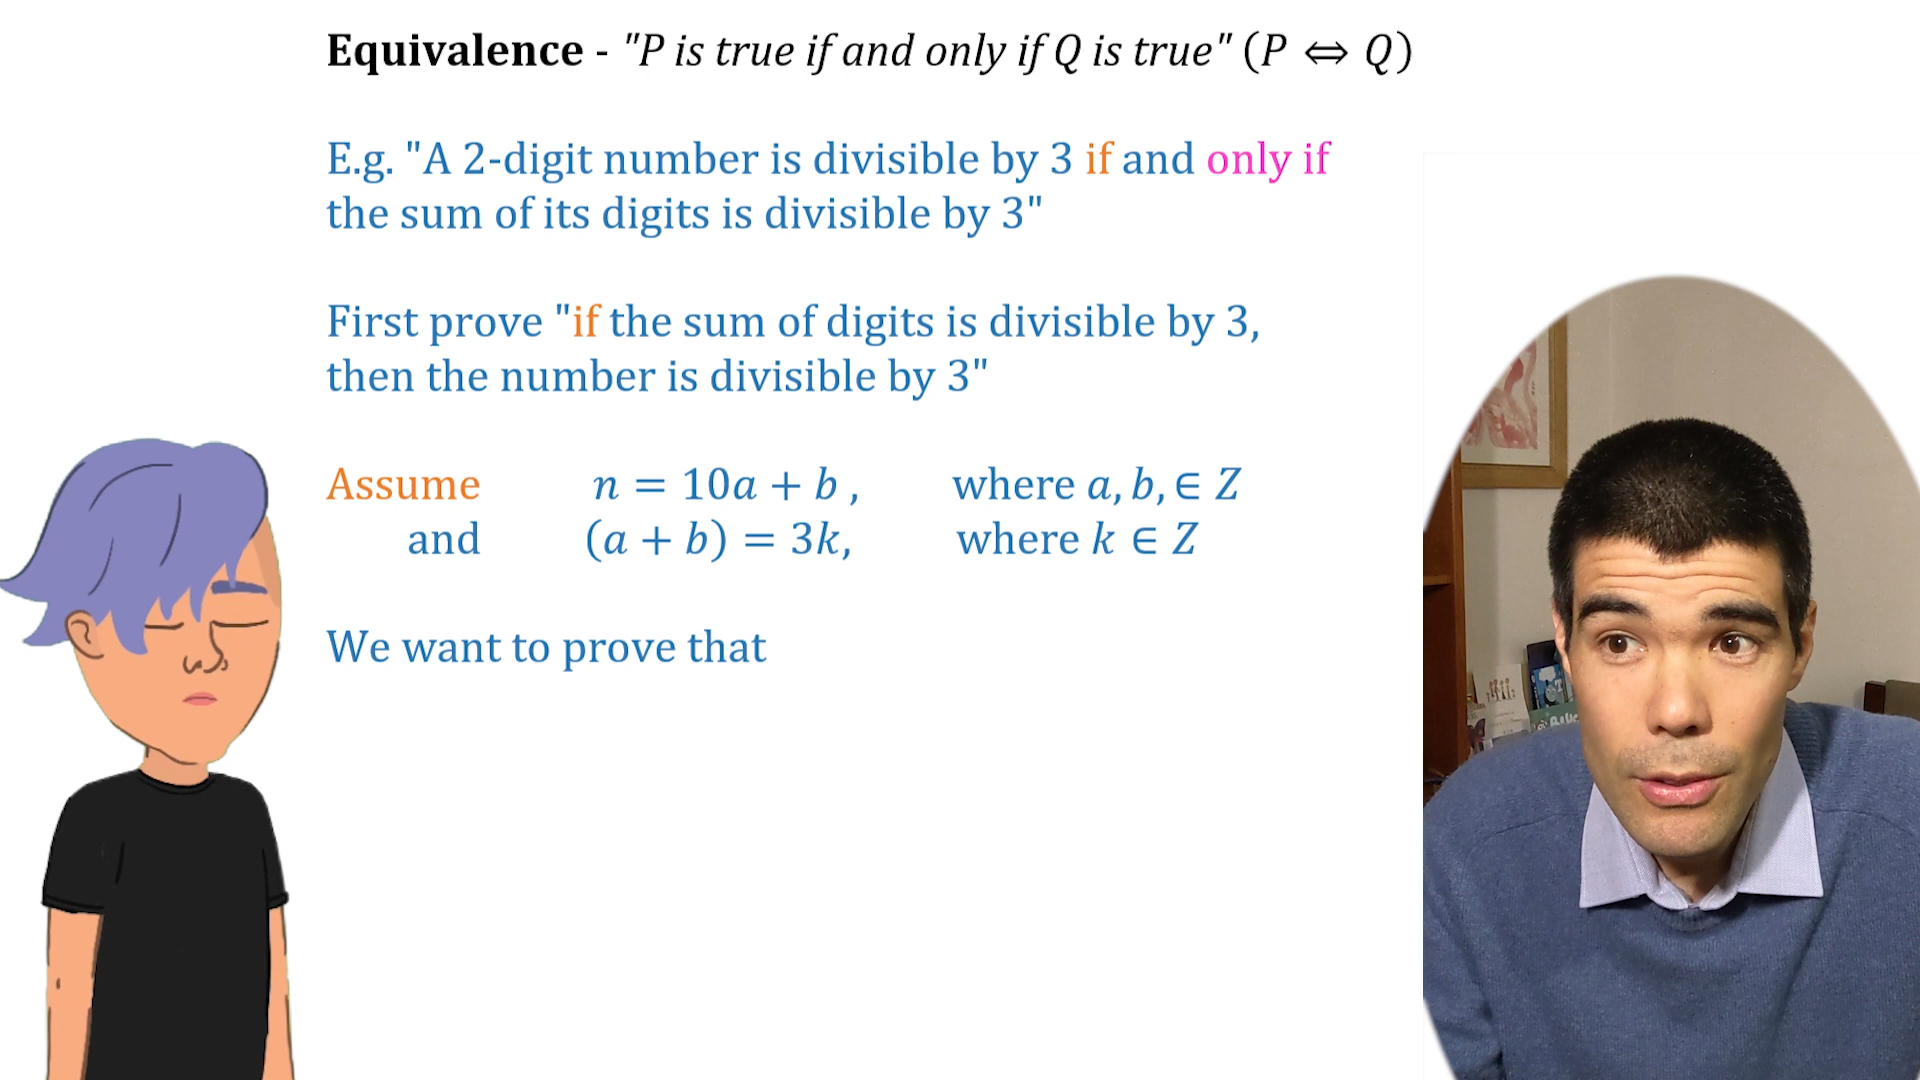 Equivalence - "P is true if and only if Q is true" (P ⇔ Q)
E.g. "A 2-digit number is divisible by 3 if and only if
the sum of its digits is divisible by 3"
First prove "if the sum of digits is divisible by 3,
then the number is divisible by 3"
Assume n = 10a + b , where a, b, ∈ Z
and (a + b) = 3k, where k ∈ Z
We want to prove that